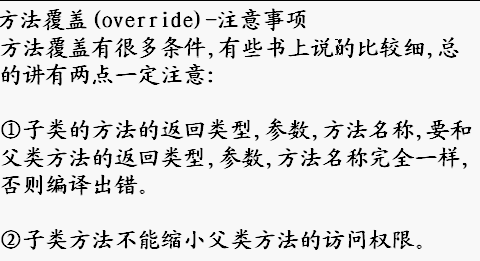 方法覆盖(override)-注意事项
方法覆盖有很多条件,有些书上说的比较细,总
的讲有两点一定注意:
①子类的方法的返回类型,参数,方法名称,要和
父类方法的返回类型,参数,方法名称完全一样,
否则编译出错。
②子类方法不能缩小父类方法的访问权限。